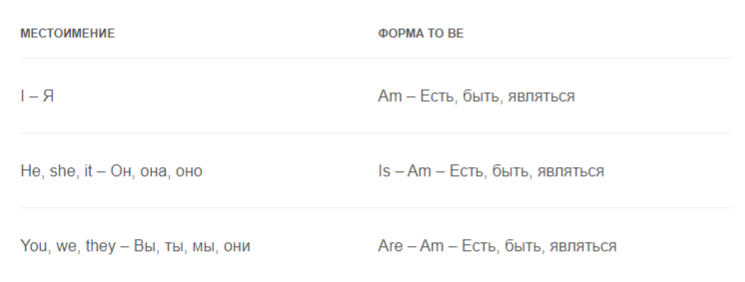 МЕСТОИМЕНИЕ ФОРМА TO BE
I – Я Am – Есть, быть, являться
He, she, it – Он, она, оно Is – Am – Есть, быть, являться
You, we, they – Вы, ты, мы, они Are – Am – Есть, быть, являться